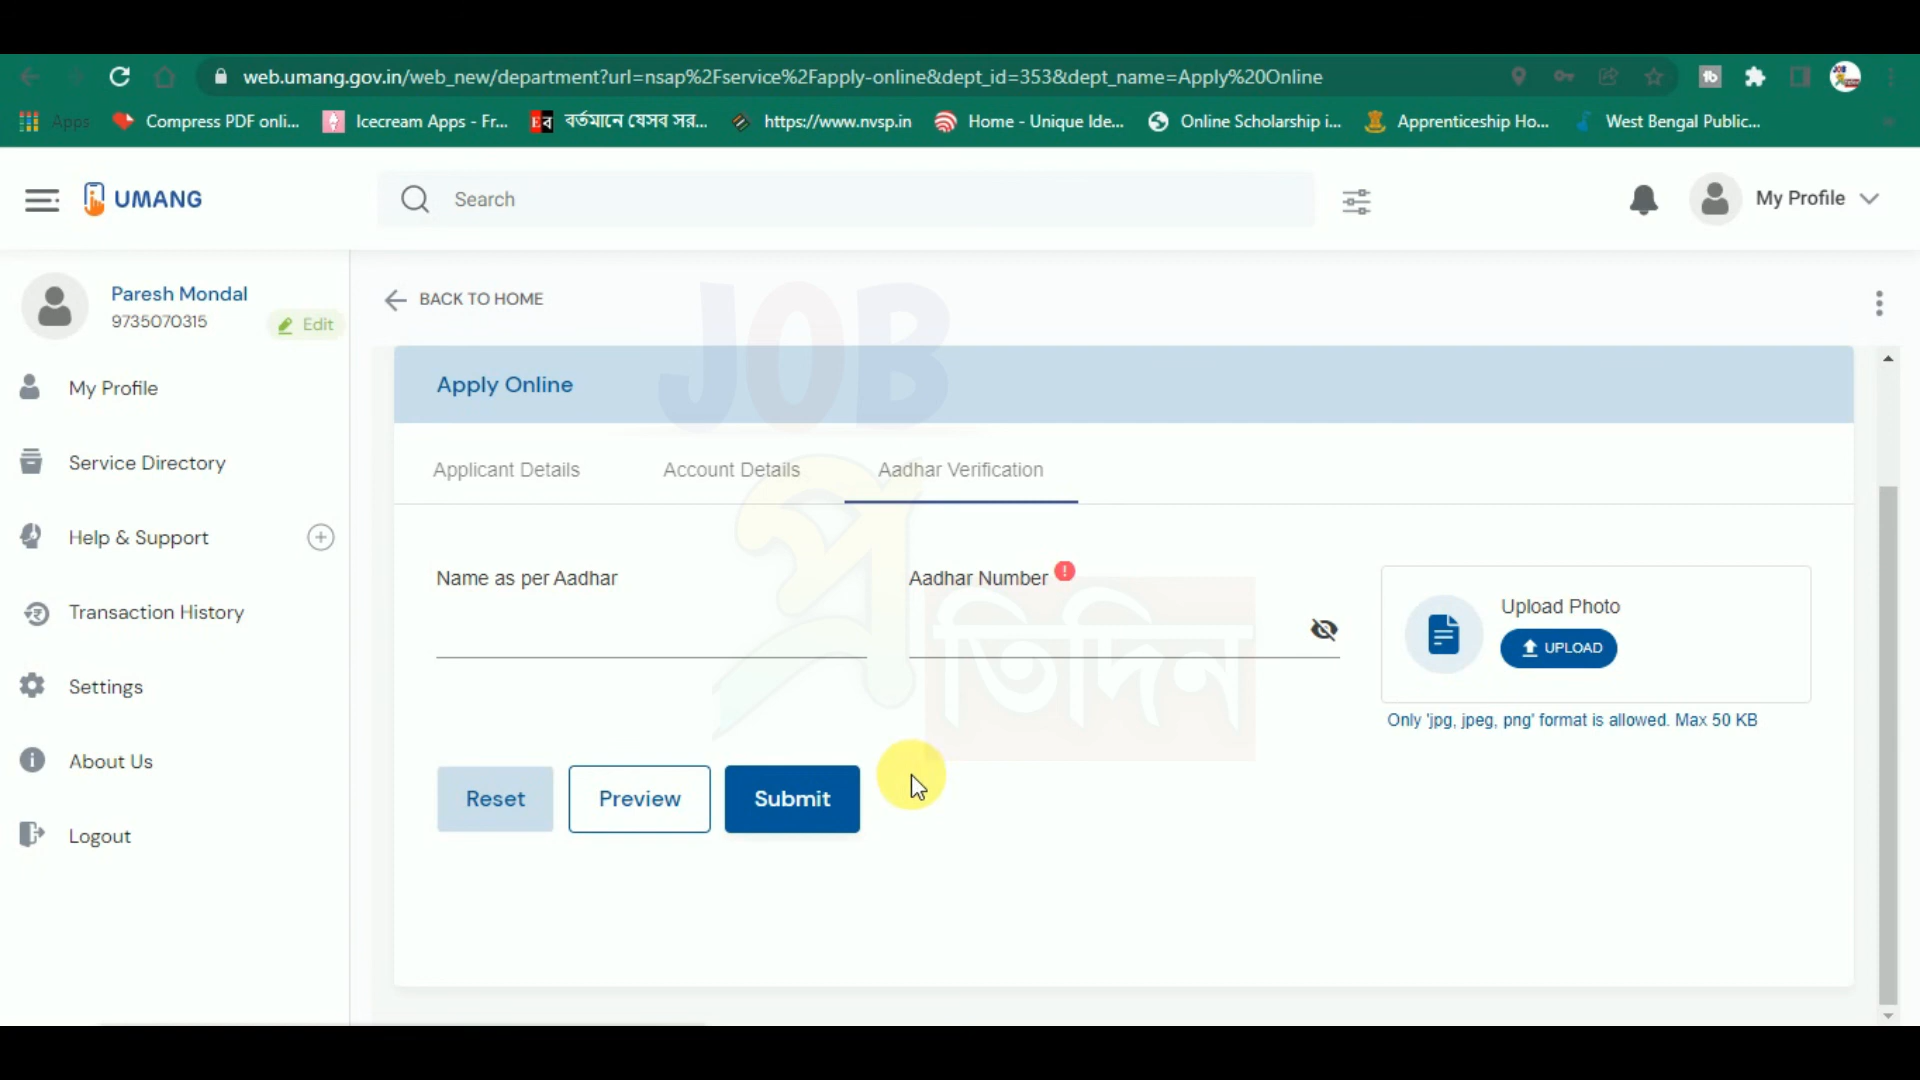 web.umang.gov.in/web_new/department?url=nsap%2Fservice%2Fapply-online&dept_id=353&dept_name=Apply%20Online
Apps Compress PDF onli... Icecream Apps - Fr... বর্তমানে যেসব সর... https://www.nvsp.in Home - Unique Ide... Online Scholarship i... Apprenticeship Ho... West Bengal Public...
UMANG
Search
My Profile
Paresh Mondal
9735070315
Edit
My Profile
Service Directory
Help & Support
Transaction History
Settings
About Us
Logout
BACK TO HOME
JOB
প্রতিদিন
Apply Online
Applicant Details Account Details Aadhar Verification
Name as per Aadhar
Aadhar Number
Upload Photo
UPLOAD
Only 'jpg, jpeg, png' format is allowed. Max 50 KB
Reset Preview Submit